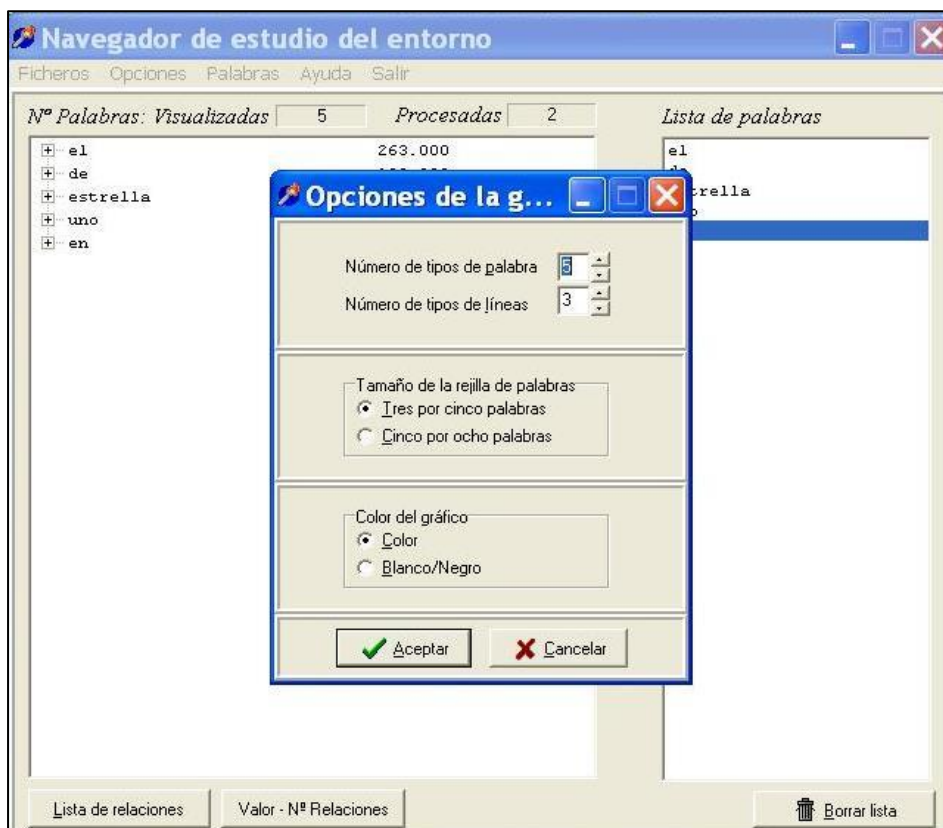 Navegador de estudio del entorno
Ficheros Opciones Palabras Ayuda Salir
Nº Palabras: Visualizadas 5 Procesadas 2
Lista de palabras
el 263.000
de
estrella
uno
en
el
trella
Opciones de la g...
Número de tipos de palabra 5
Número de tipos de líneas 3
Tamaño de la rejilla de palabras
Tres por cinco palabras
Cinco por ocho palabras
Color del gráfico
Color
Blanco/Negro
Aceptar Cancelar
Lista de relaciones Valor - Nº Relaciones Borrar lista